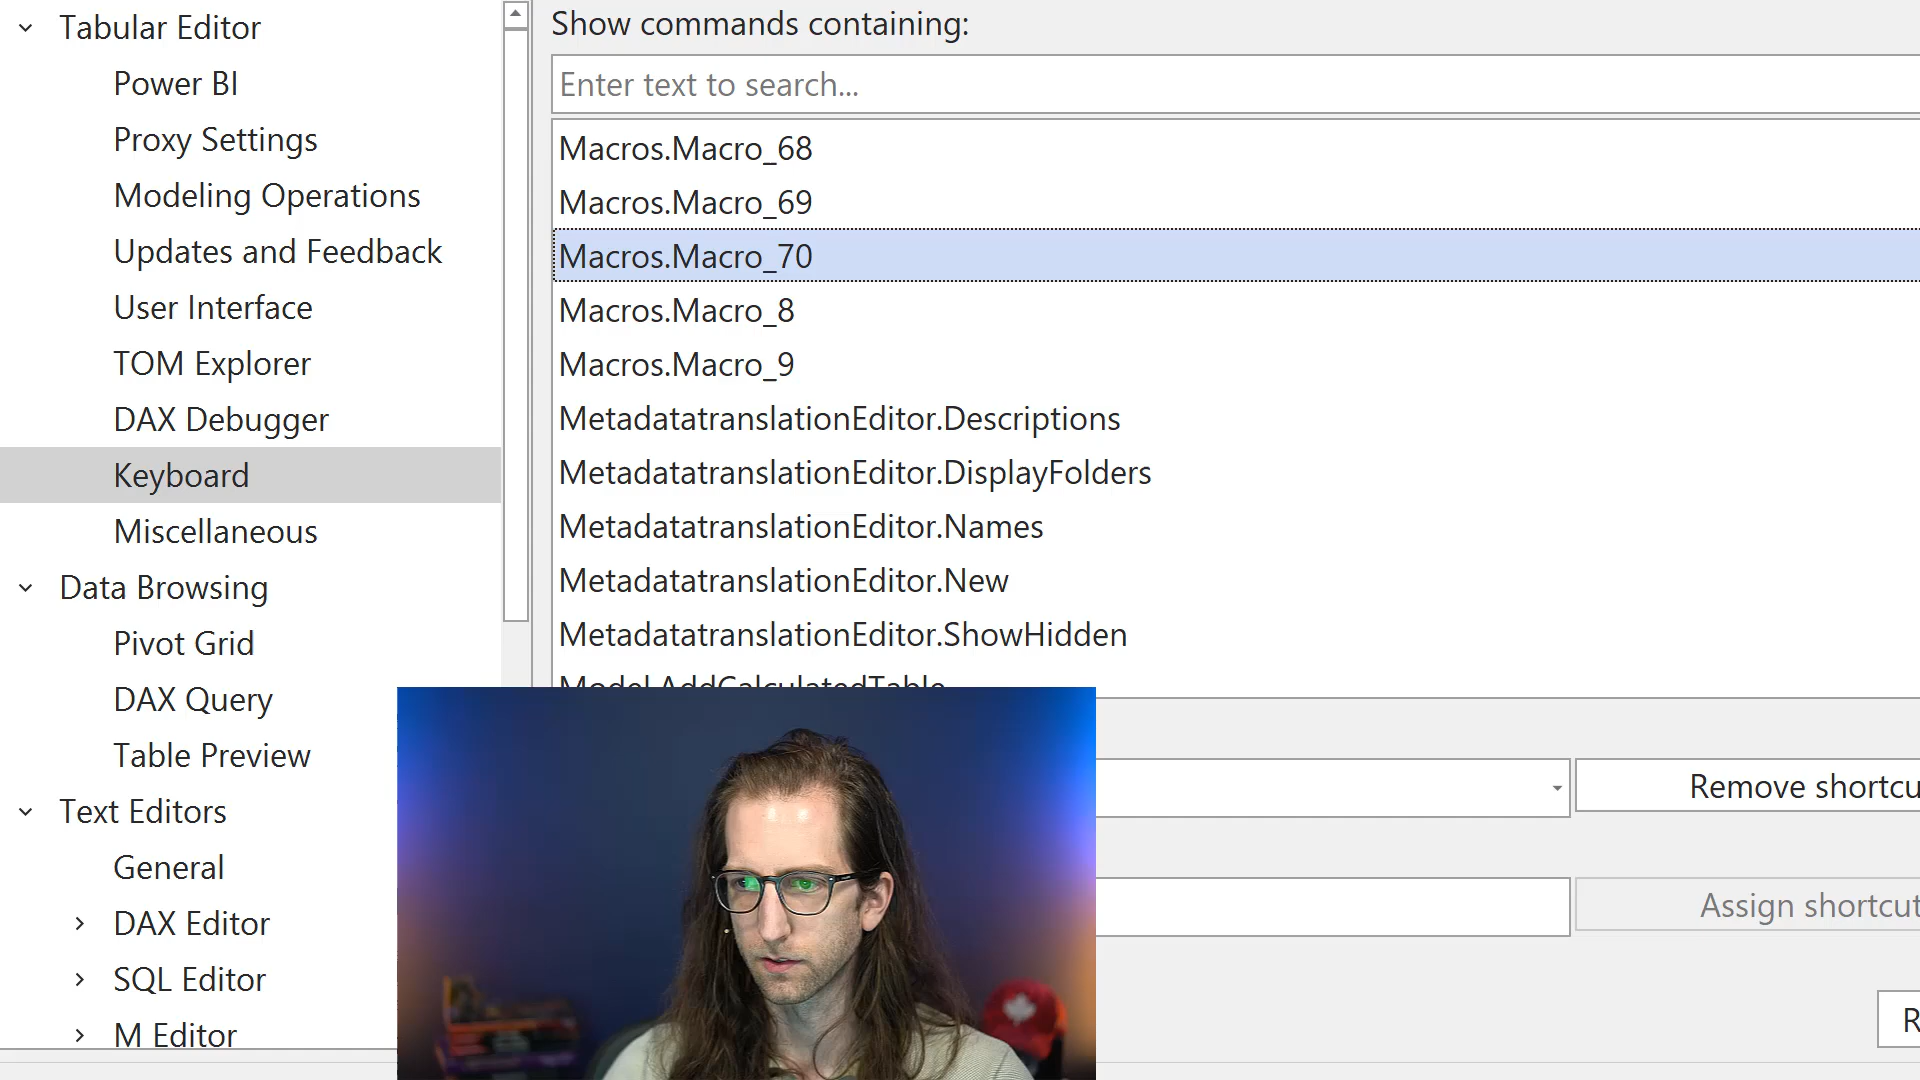 Tabular Editor
Power BI
Proxy Settings
Modeling Operations
Updates and Feedback
User Interface
TOM Explorer
DAX Debugger
Keyboard
Miscellaneous
Data Browsing
Pivot Grid
DAX Query
Table Preview
Text Editors
General
DAX Editor
SQL Editor
M Editor
Show commands containing:
Enter text to search...
Macros.Macro_68
Macros.Macro_69
Macros.Macro_70
Macros.Macro_8
Macros.Macro_9
MetadatatranslationEditor.Descriptions
MetadatatranslationEditor.DisplayFolders
MetadatatranslationEditor.Names
MetadatatranslationEditor.New
MetadatatranslationEditor.ShowHidden
Model.AddCalculatedTable
Remove shortcu
Assign shortcut
R